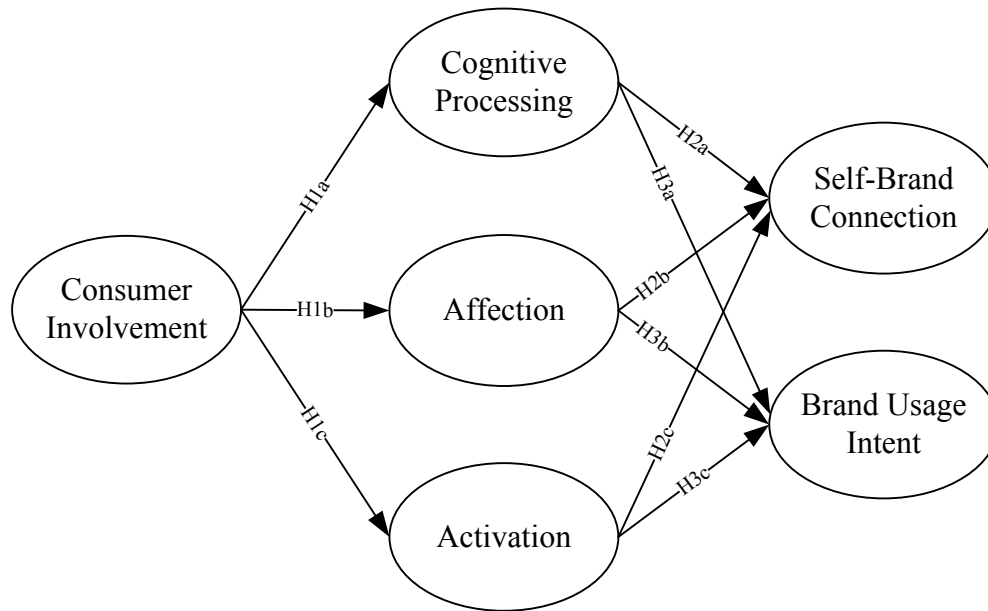 Cognitive
Processing
H1a
H2a
H3a
Self-Brand
Connection
Consumer
Involvement
H1b
Affection
H2b
H3b
Brand Usage
Intent
H1c
H2c
H3c
Activation